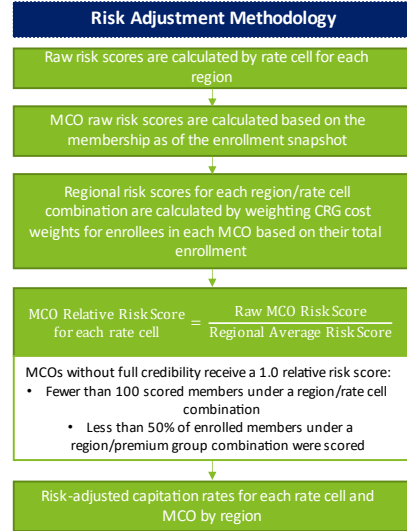 Risk Adjustment Methodology
Raw risk scores are calculated by rate cell for each
region
MCO raw risk scores are calculated based on the
membership as of the enrollment snapshot
Regional risk scores for each region/rate cell
combination are calculated by weighting CRG cost
weights for enrollees in each MCO based on their total
enrollment
MCO Relative Risk Score
for each rate cell
=
Raw MCO Risk Score
Regional Average Risk Score
MCOs without full credibility receive a 1.0 relative risk score:
• Fewer than 100 scored members under a region/rate cell
combination
• Less than 50% of enrolled members under a
region/premium group combination were scored
Risk-adjusted capitation rates for each rate cell and
MCO by region